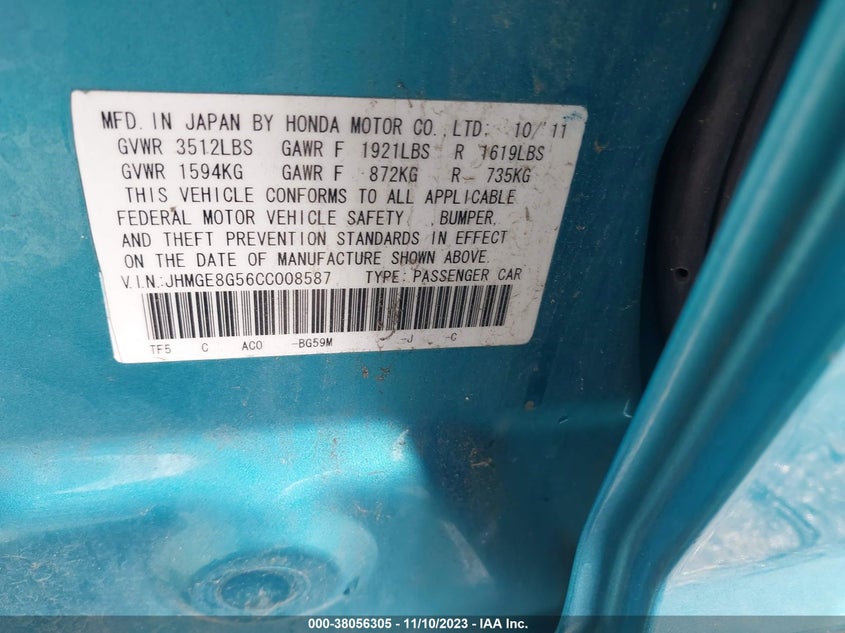 MFD. IN JAPAN BY HONDA MOTOR CO., LTD. 10/11
GVWR 3512LBS GAWR F 1921LBS R 1619LBS
GVWR 1594KG GAWR F 872KG R 735KG
THIS VEHICLE CONFORMS TO ALL APPLICABLE
FEDERAL MOTOR VEHICLE SAFETY, BUMPER,
AND THEFT PREVENTION STANDARDS IN EFFECT
ON THE DATE OF MANUFACTURE SHOWN ABOVE.
V.I.N.:JHMGE8G56CC008587 TYPE:PASSENGER CAR
TF5 C AC0 -BG59M -J -C
000-38056305 - 11/10/2023 - IAA Inc.